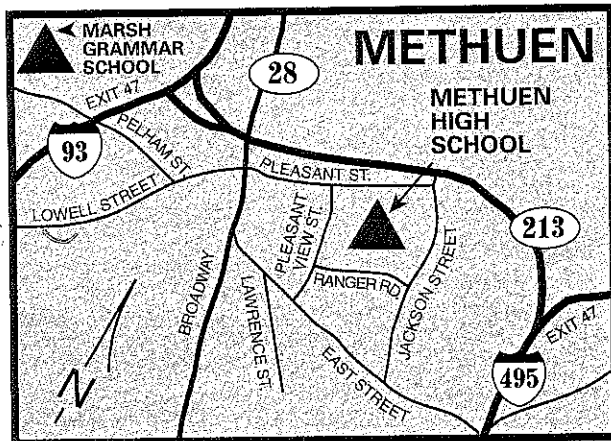 MARSH
GRAMMAR
SCHOOL
METHUEN
28
EXIT 47
METHUEN
HIGH
SCHOOL
93
PELHAM ST.
PLEASANT ST.
LOWELL STREET
PLEASANT
VIEW ST.
213
RANGER RD.
JACKSON STREET
BROADWAY
LAWRENCE ST.
EAST STREET
EXIT 47
495
N